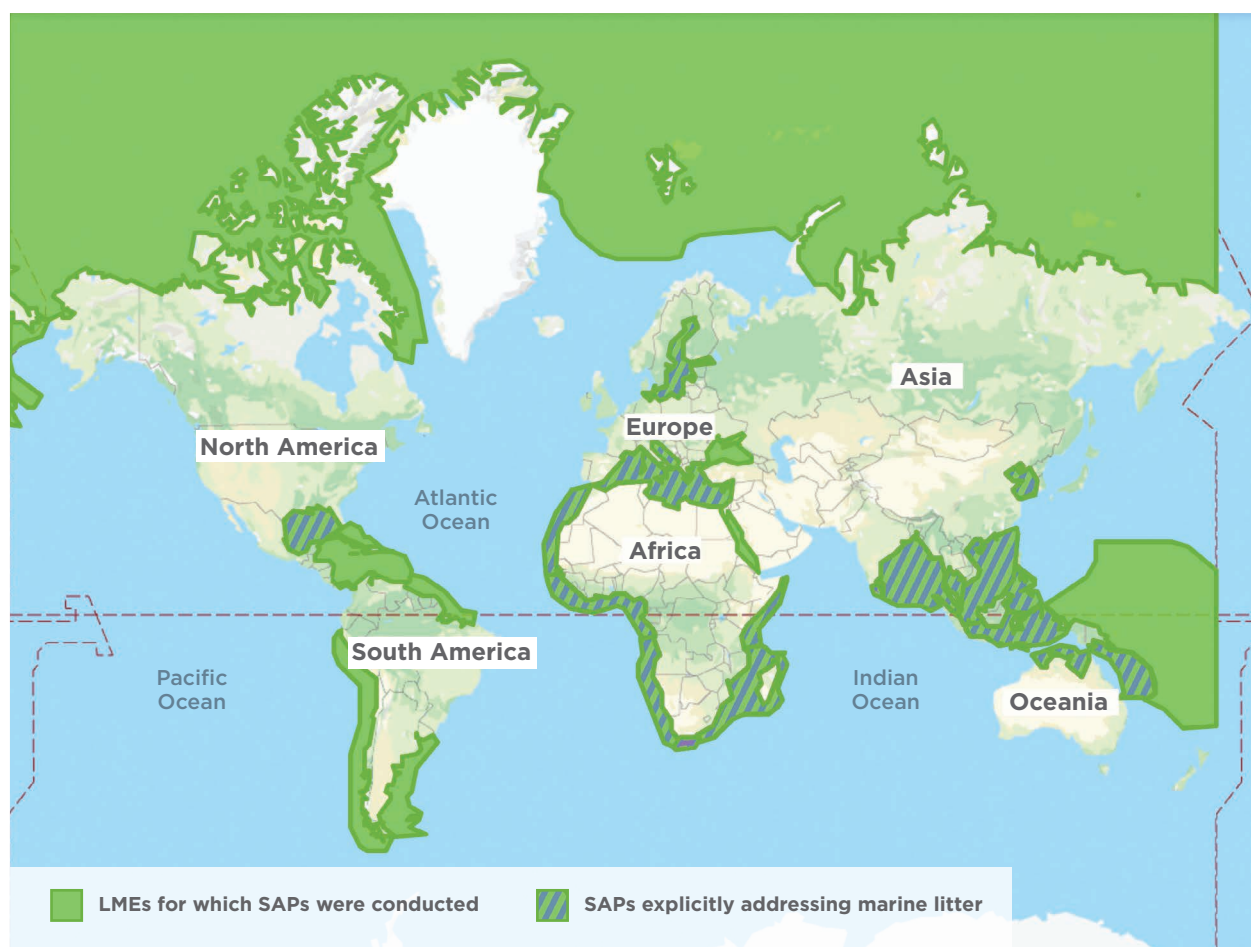 Asia
Europe
North America
Atlantic
Ocean
Africa
South America
Pacific
Ocean
Indian
Ocean
Oceania
LMEs for which SAPs were conducted
SAPs explicitly addressing marine litter